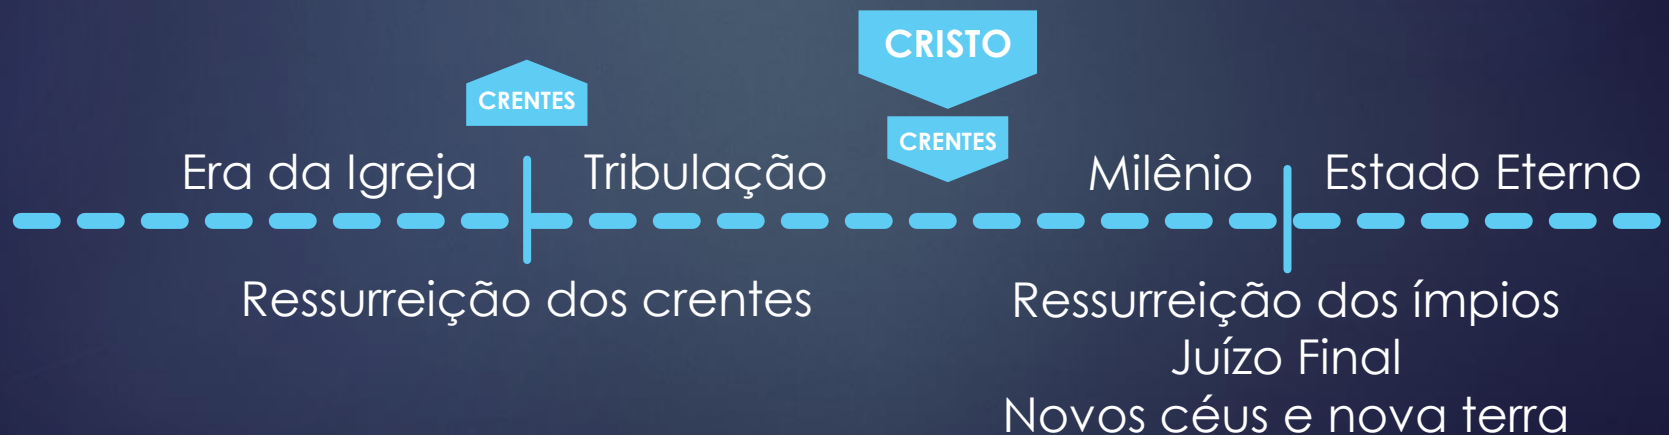 CRISTO
CRENTES
CRENTES
Era da Igreja
Tribulação
Milênio
Estado Eterno
Ressurreição dos crentes
Ressurreição dos ímpios
Juízo Final
Novos céus e nova terra